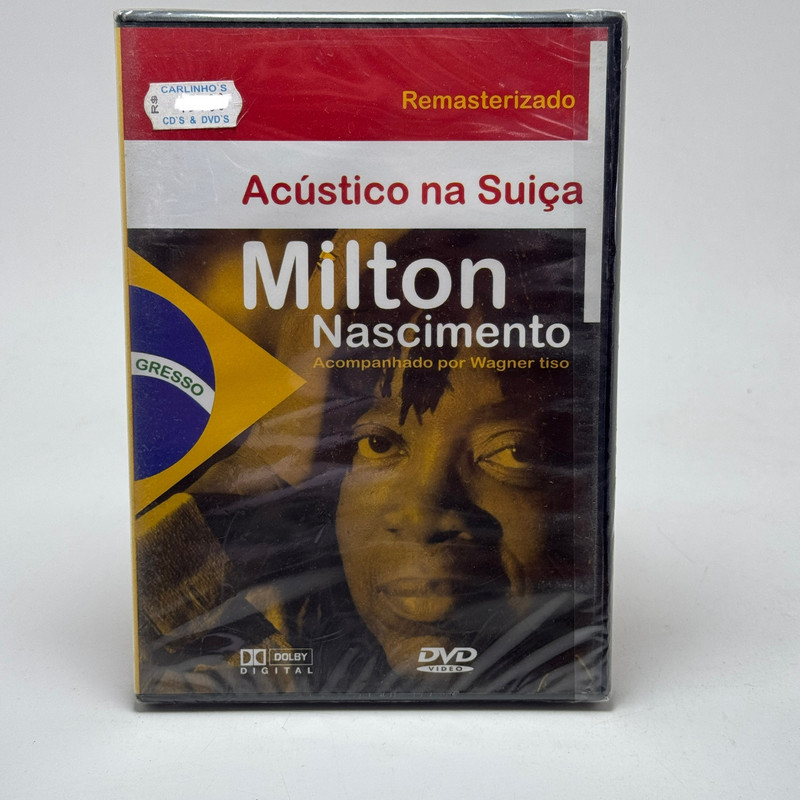 CARLINHO'S
R$
CD'S & DVD'S
Remasterizado
Acústico na Suiça
Milton
Nascimento
Acompanhado por Wagner tiso
GRESSO
DOLBY
DIGITAL
DVD
VIDEO